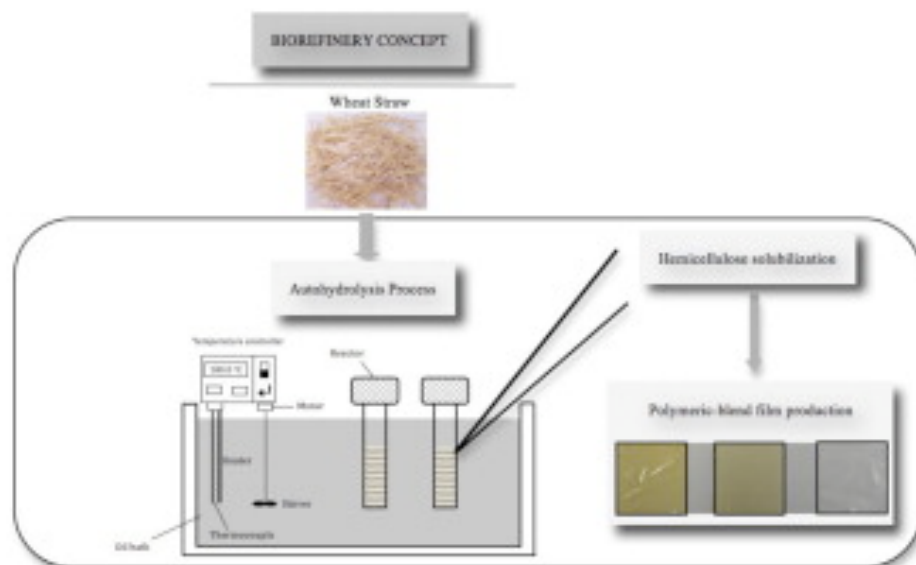 BIOREFINERY CONCEPT
Wheat Straw
Autohydrolysis Process
Hemicellulose solubilization
Temperature controller
Reactor
Motor
Polymeric-blend film production
Heater
Stirrer
Thermocouple
Oil bath